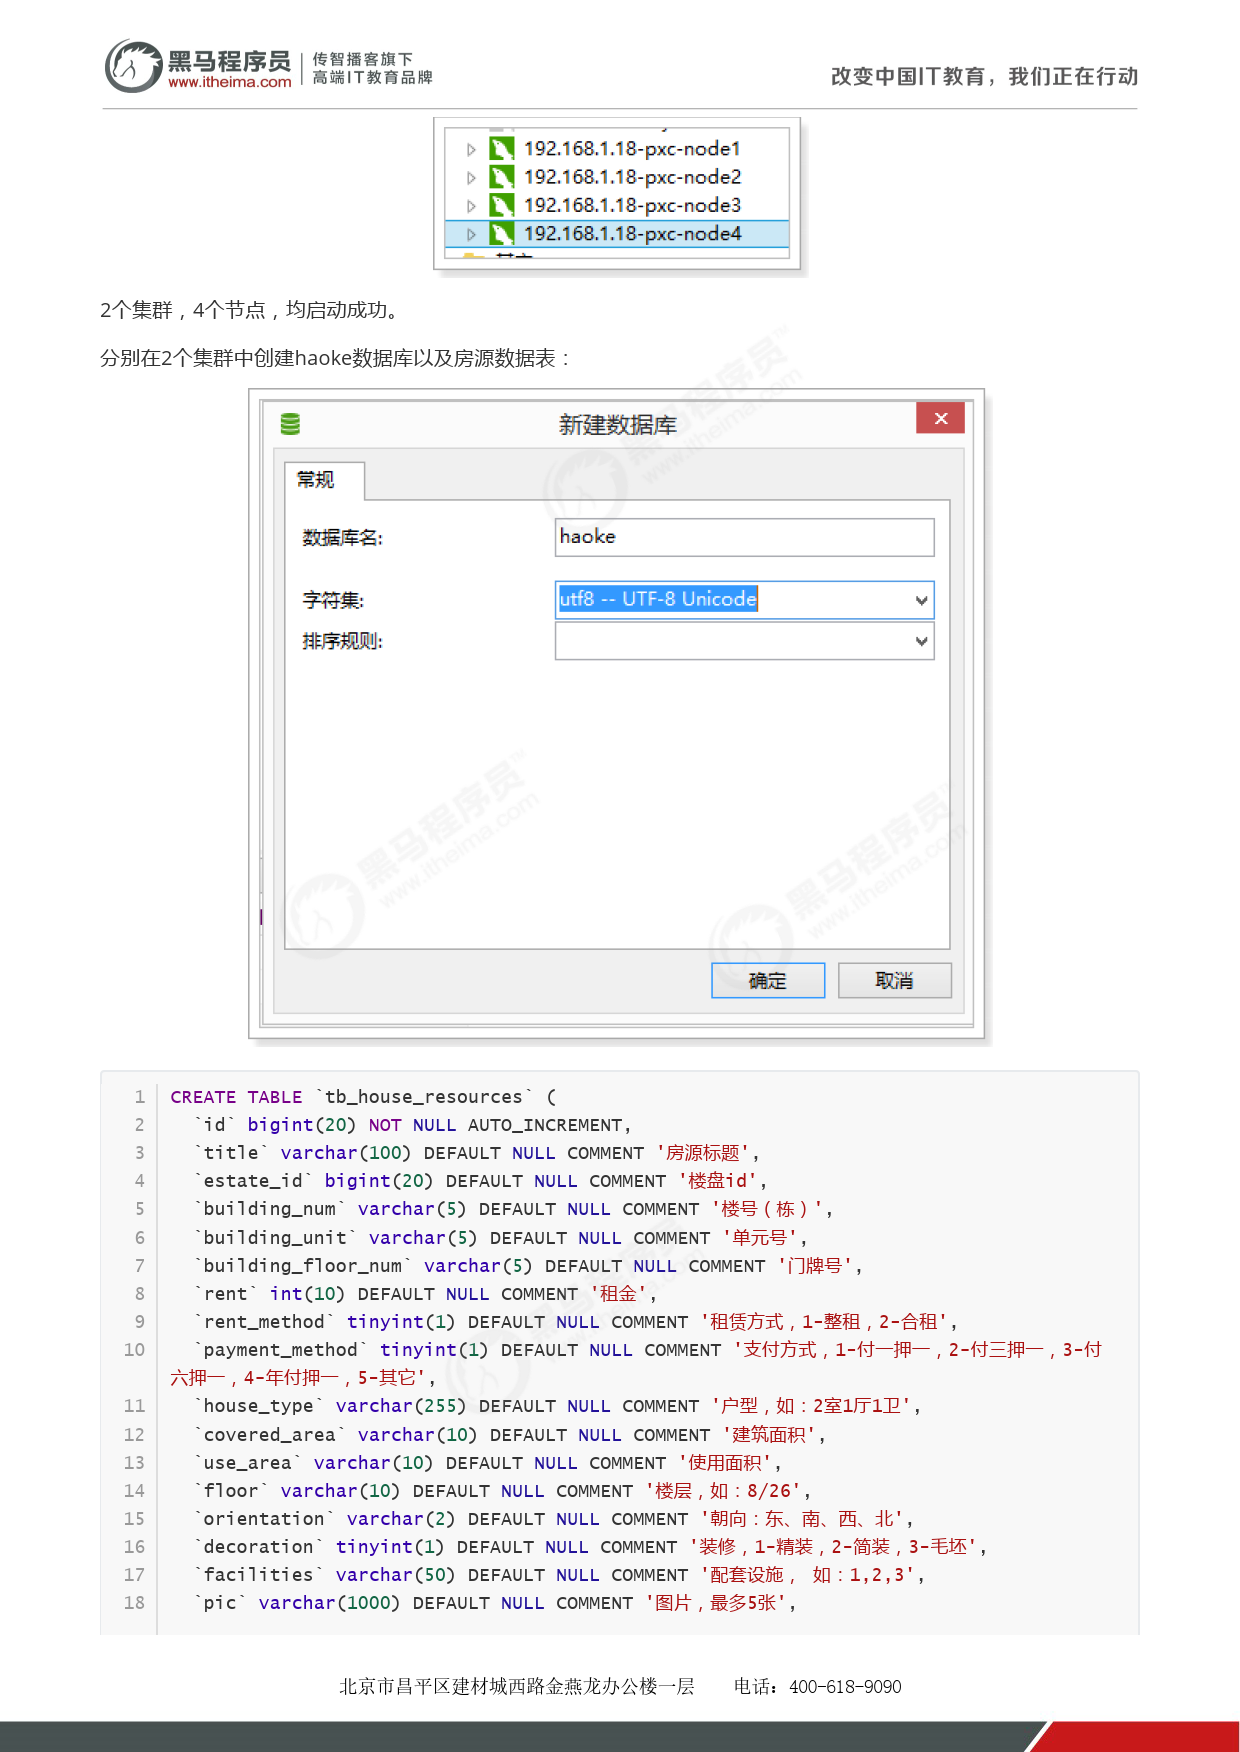 黑马程序员 传智播客旗下
www.itheima.com 高端IT教育品牌
改变中国IT教育，我们正在行动
192.168.1.18-pxc-node1
192.168.1.18-pxc-node2
192.168.1.18-pxc-node3
192.168.1.18-pxc-node4
2个集群，4个节点，均启动成功。
分别在2个集群中创建haoke数据库以及房源数据表：
新建数据库
常规
数据库名: haoke
字符集: utf8 -- UTF-8 Unicode
排序规则:
确定 取消
1 CREATE TABLE `tb_house_resources` (
2 `id` bigint(20) NOT NULL AUTO_INCREMENT,
3 `title` varchar(100) DEFAULT NULL COMMENT '房源标题',
4 `estate_id` bigint(20) DEFAULT NULL COMMENT '楼盘id',
5 `building_num` varchar(5) DEFAULT NULL COMMENT '楼号（栋）',
6 `building_unit` varchar(5) DEFAULT NULL COMMENT '单元号',
7 `building_floor_num` varchar(5) DEFAULT NULL COMMENT '门牌号',
8 `rent` int(10) DEFAULT NULL COMMENT '租金',
9 `rent_method` tinyint(1) DEFAULT NULL COMMENT '租赁方式，1-整租，2-合租',
10 `payment_method` tinyint(1) DEFAULT NULL COMMENT '支付方式，1-付一押一，2-付三押一，3-付
六押一，4-年付押一，5-其它',
11 `house_type` varchar(255) DEFAULT NULL COMMENT '户型，如：2室1厅1卫',
12 `covered_area` varchar(10) DEFAULT NULL COMMENT '建筑面积',
13 `use_area` varchar(10) DEFAULT NULL COMMENT '使用面积',
14 `floor` varchar(10) DEFAULT NULL COMMENT '楼层，如：8/26',
15 `orientation` varchar(2) DEFAULT NULL COMMENT '朝向：东、南、西、北',
16 `decoration` tinyint(1) DEFAULT NULL COMMENT '装修，1-精装，2-简装，3-毛坯',
17 `facilities` varchar(50) DEFAULT NULL COMMENT '配套设施， 如：1,2,3',
18 `pic` varchar(1000) DEFAULT NULL COMMENT '图片，最多5张',
北京市昌平区建材城西路金燕龙办公楼一层 电话：400-618-9090